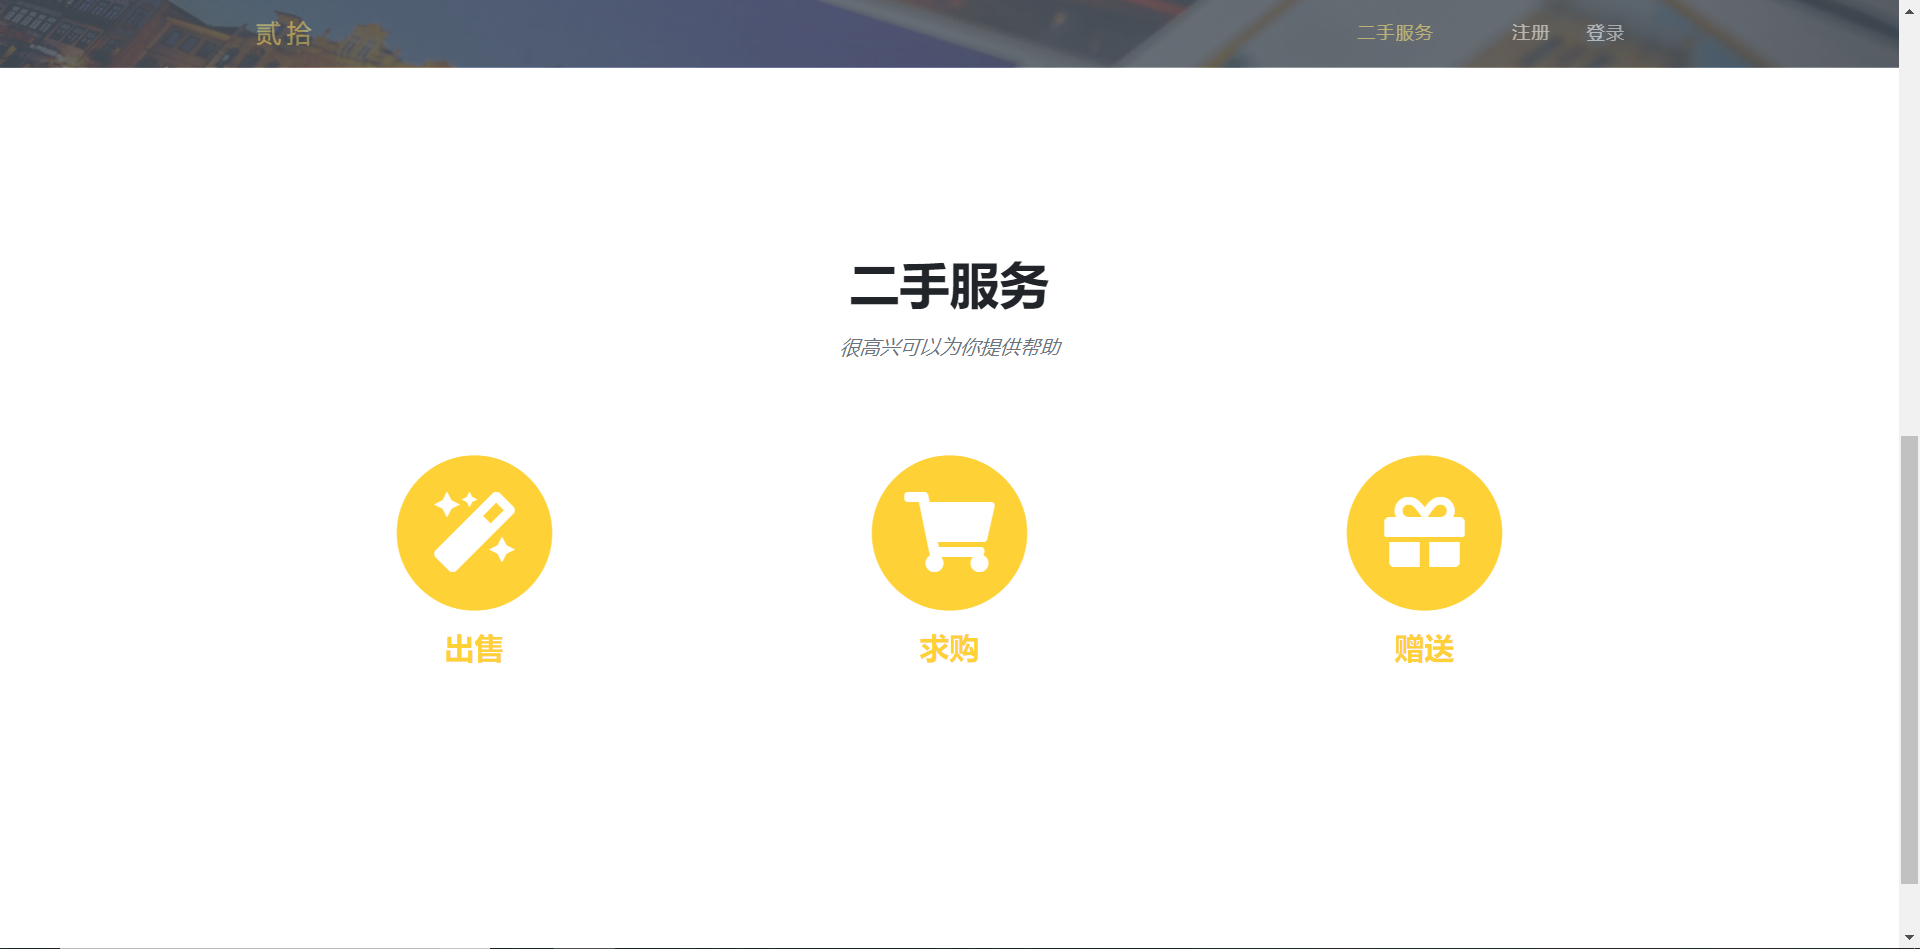 贰拾
二手服务 注册 登录
二手服务
很高兴可以为你提供帮助
出售 求购 赠送